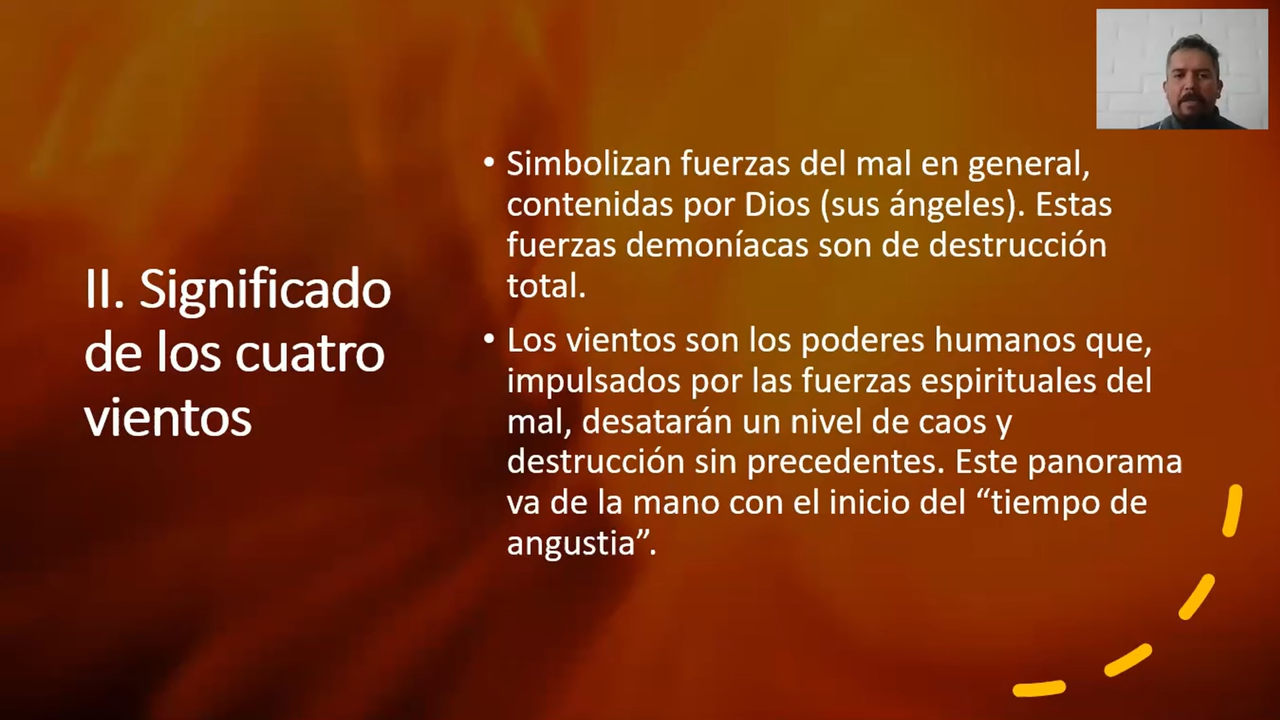 II. Significado
de los cuatro
vientos
• Simbolizan fuerzas del mal en general,
contenidas por Dios (sus ángeles). Estas
fuerzas demoníacas son de destrucción
total.
• Los vientos son los poderes humanos que,
impulsados por las fuerzas espirituales del
mal, desatarán un nivel de caos y
destrucción sin precedentes. Este panorama
va de la mano con el inicio del “tiempo de
angustia”.